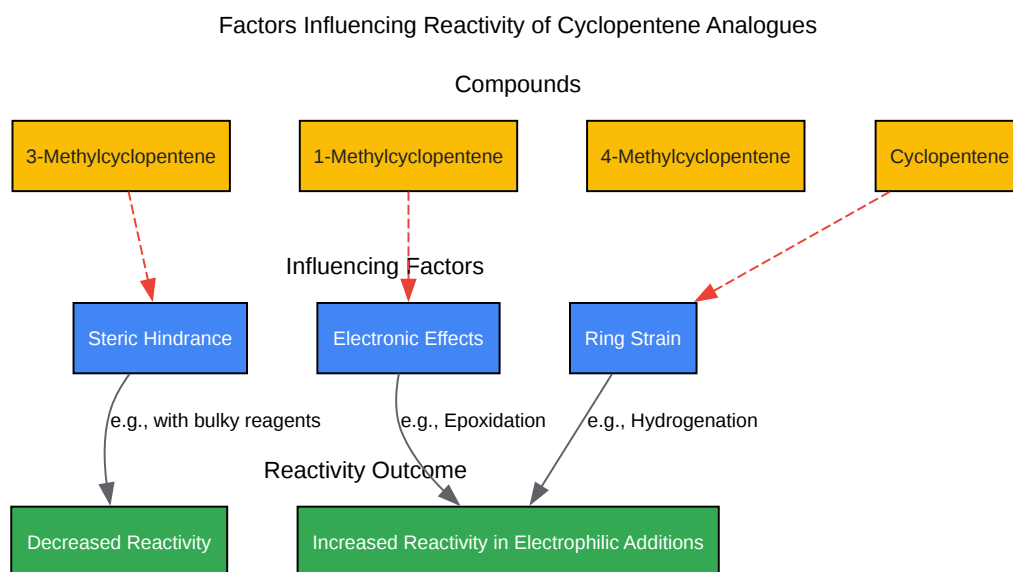 Factors Influencing Reactivity of Cyclopentene Analogues
Compounds
3-Methylcyclopentene
1-Methylcyclopentene
4-Methylcyclopentene
Cyclopentene
Influencing Factors
Steric Hindrance
Electronic Effects
Ring Strain
e.g., with bulky reagents
e.g., Epoxidation
e.g., Hydrogenation
Reactivity Outcome
Decreased Reactivity
Increased Reactivity in Electrophilic Additions